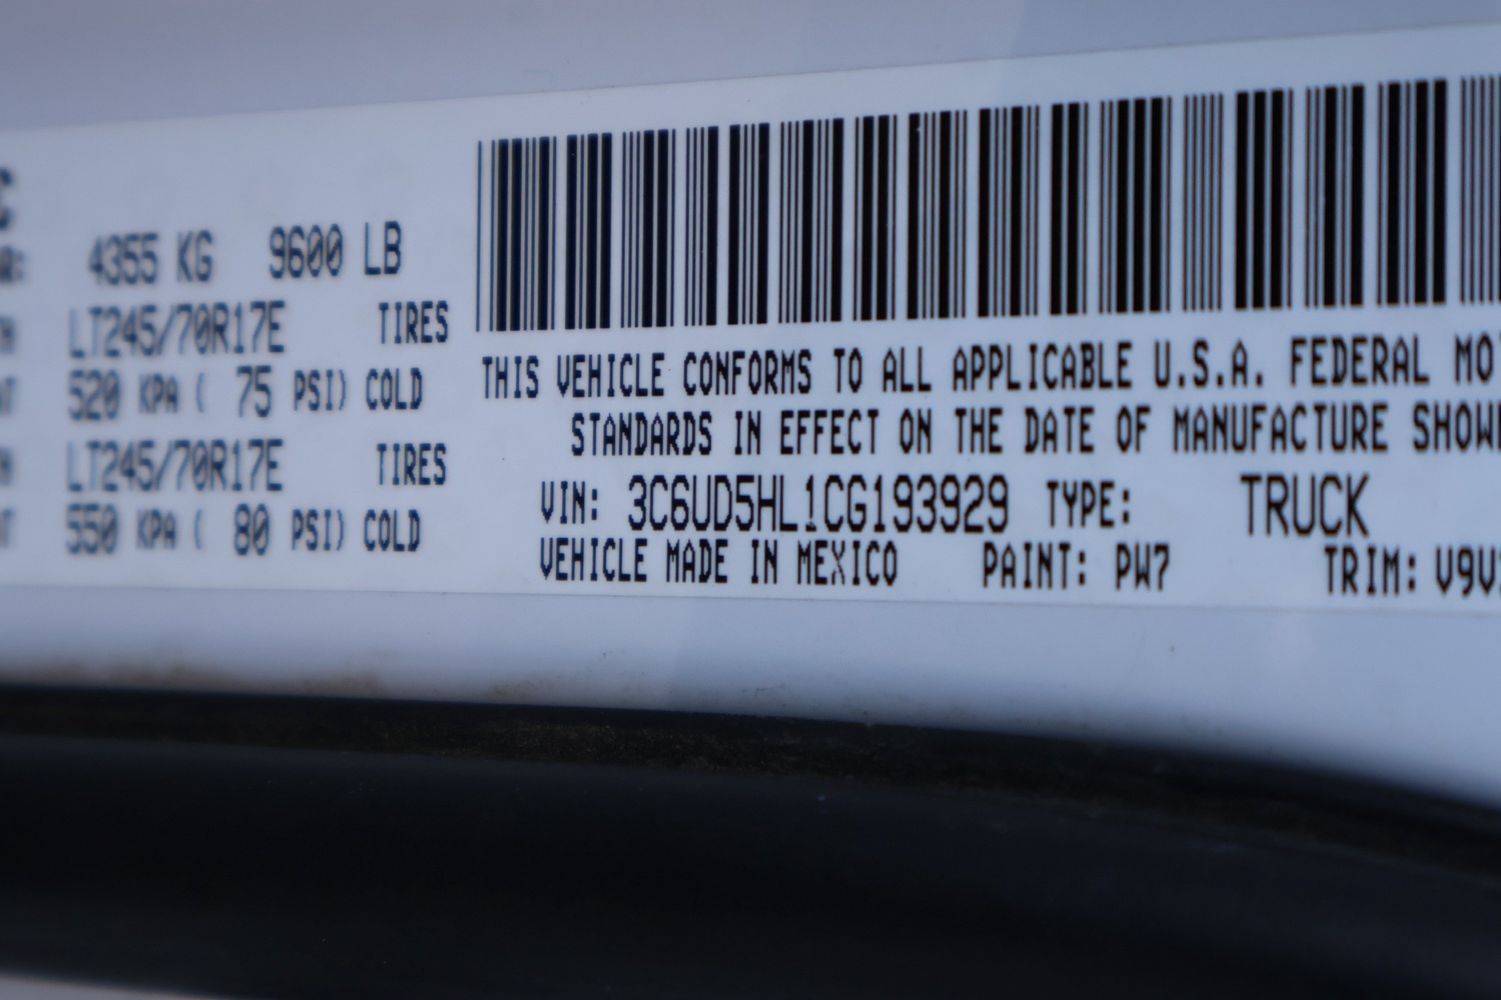 4355 KG 9600 LB
LT245/70R17E TIRES
520 KPA ( 75 PSI) COLD
LT245/70R17E TIRES
550 KPA ( 80 PSI) COLD
THIS VEHICLE CONFORMS TO ALL APPLICABLE U.S.A. FEDERAL
STANDARDS IN EFFECT ON THE DATE OF MANUFACTURE
VIN: 3C6UD5HL1CG193929 TYPE: TRUCK
VEHICLE MADE IN MEXICO PAINT: PW7 TRIM: